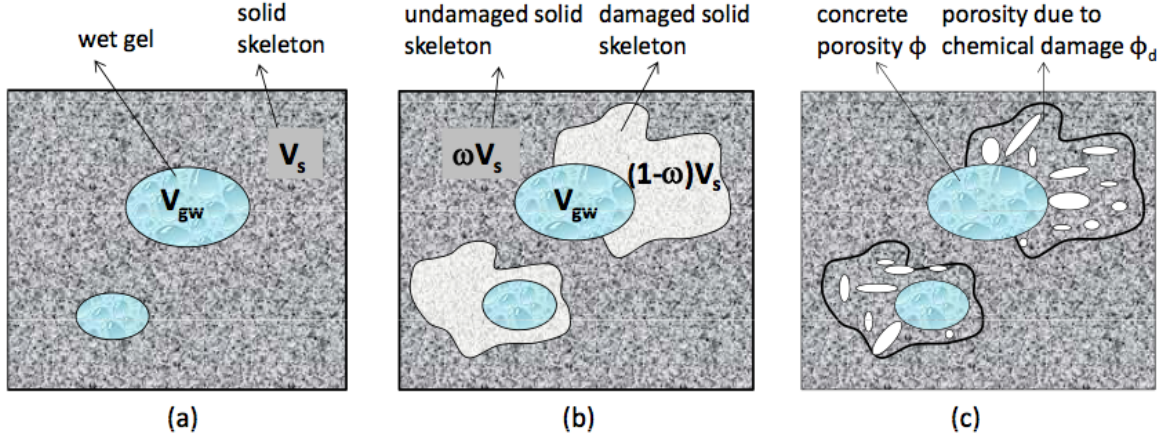 wet gel
solid
skeleton
V_s
V_gw
(a)
undamaged solid
skeleton
damaged solid
skeleton
ωV_s
(1-ω)V_s
V_gw
(b)
concrete
porosity ϕ
porosity due to
chemical damage ϕ_d
(c)